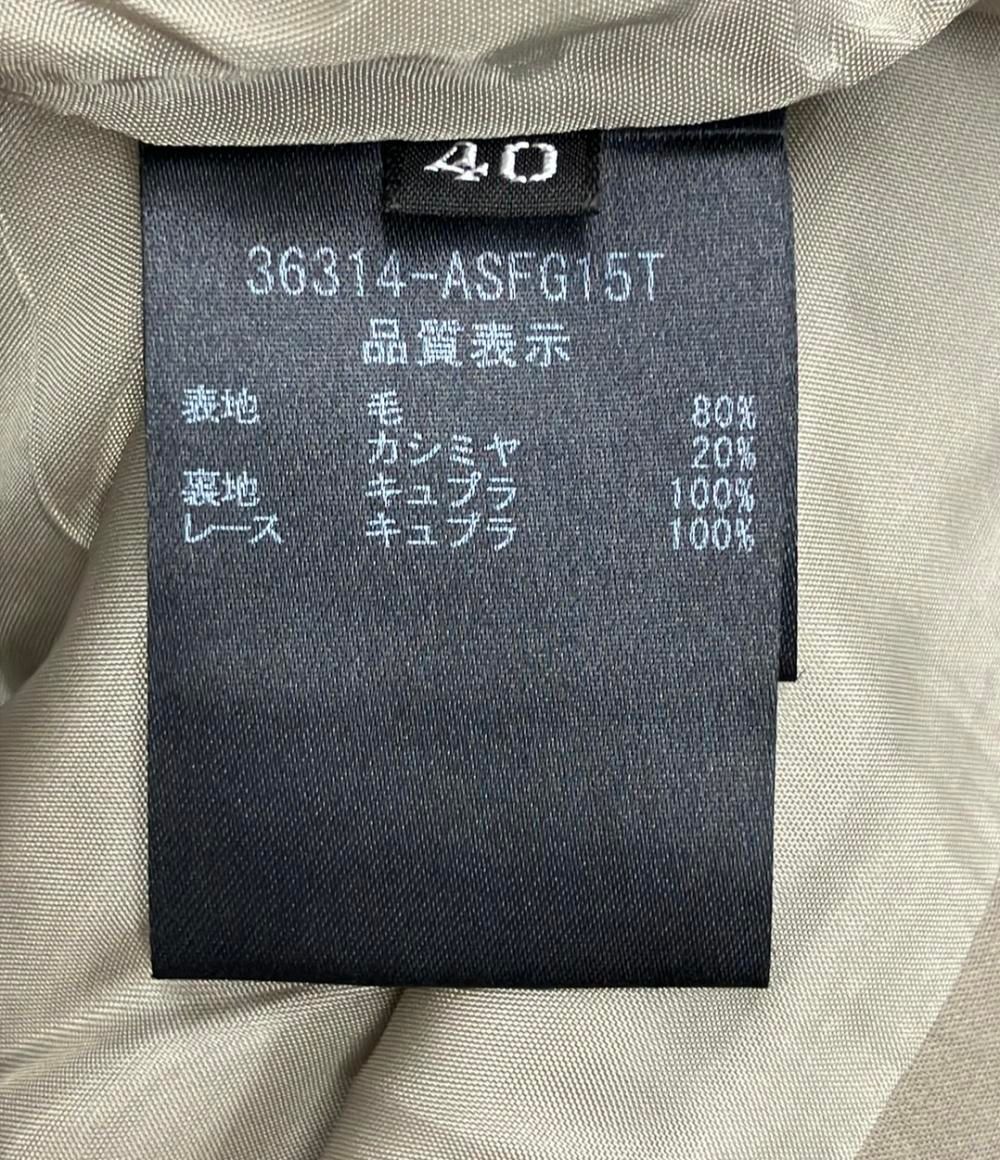 40
36314-ASFG15T
品質表示
表地 毛 80%
カシミヤ 20%
裏地 キュプラ 100%
レース キュプラ 100%